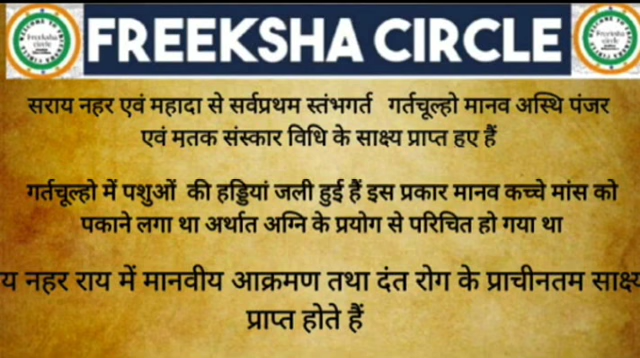 FREEKSHA CIRCLE
सराय नहर एवं महादा से सर्वप्रथम स्तंभगर्त गर्तचूल्हो मानव अस्थि पंजर
एवं मृतक संस्कार विधि के साक्ष्य प्राप्त हुए हैं
गर्तचूल्हो में पशुओं की हड्डियां जली हुई हैं इस प्रकार मानव कच्चे मांस को
पकाने लगा था अर्थात अग्नि के प्रयोग से परिचित हो गया था
य नहर राय में मानवीय आक्रमण तथा दंत रोग के प्राचीनतम साक्ष्य
प्राप्त होते हैं